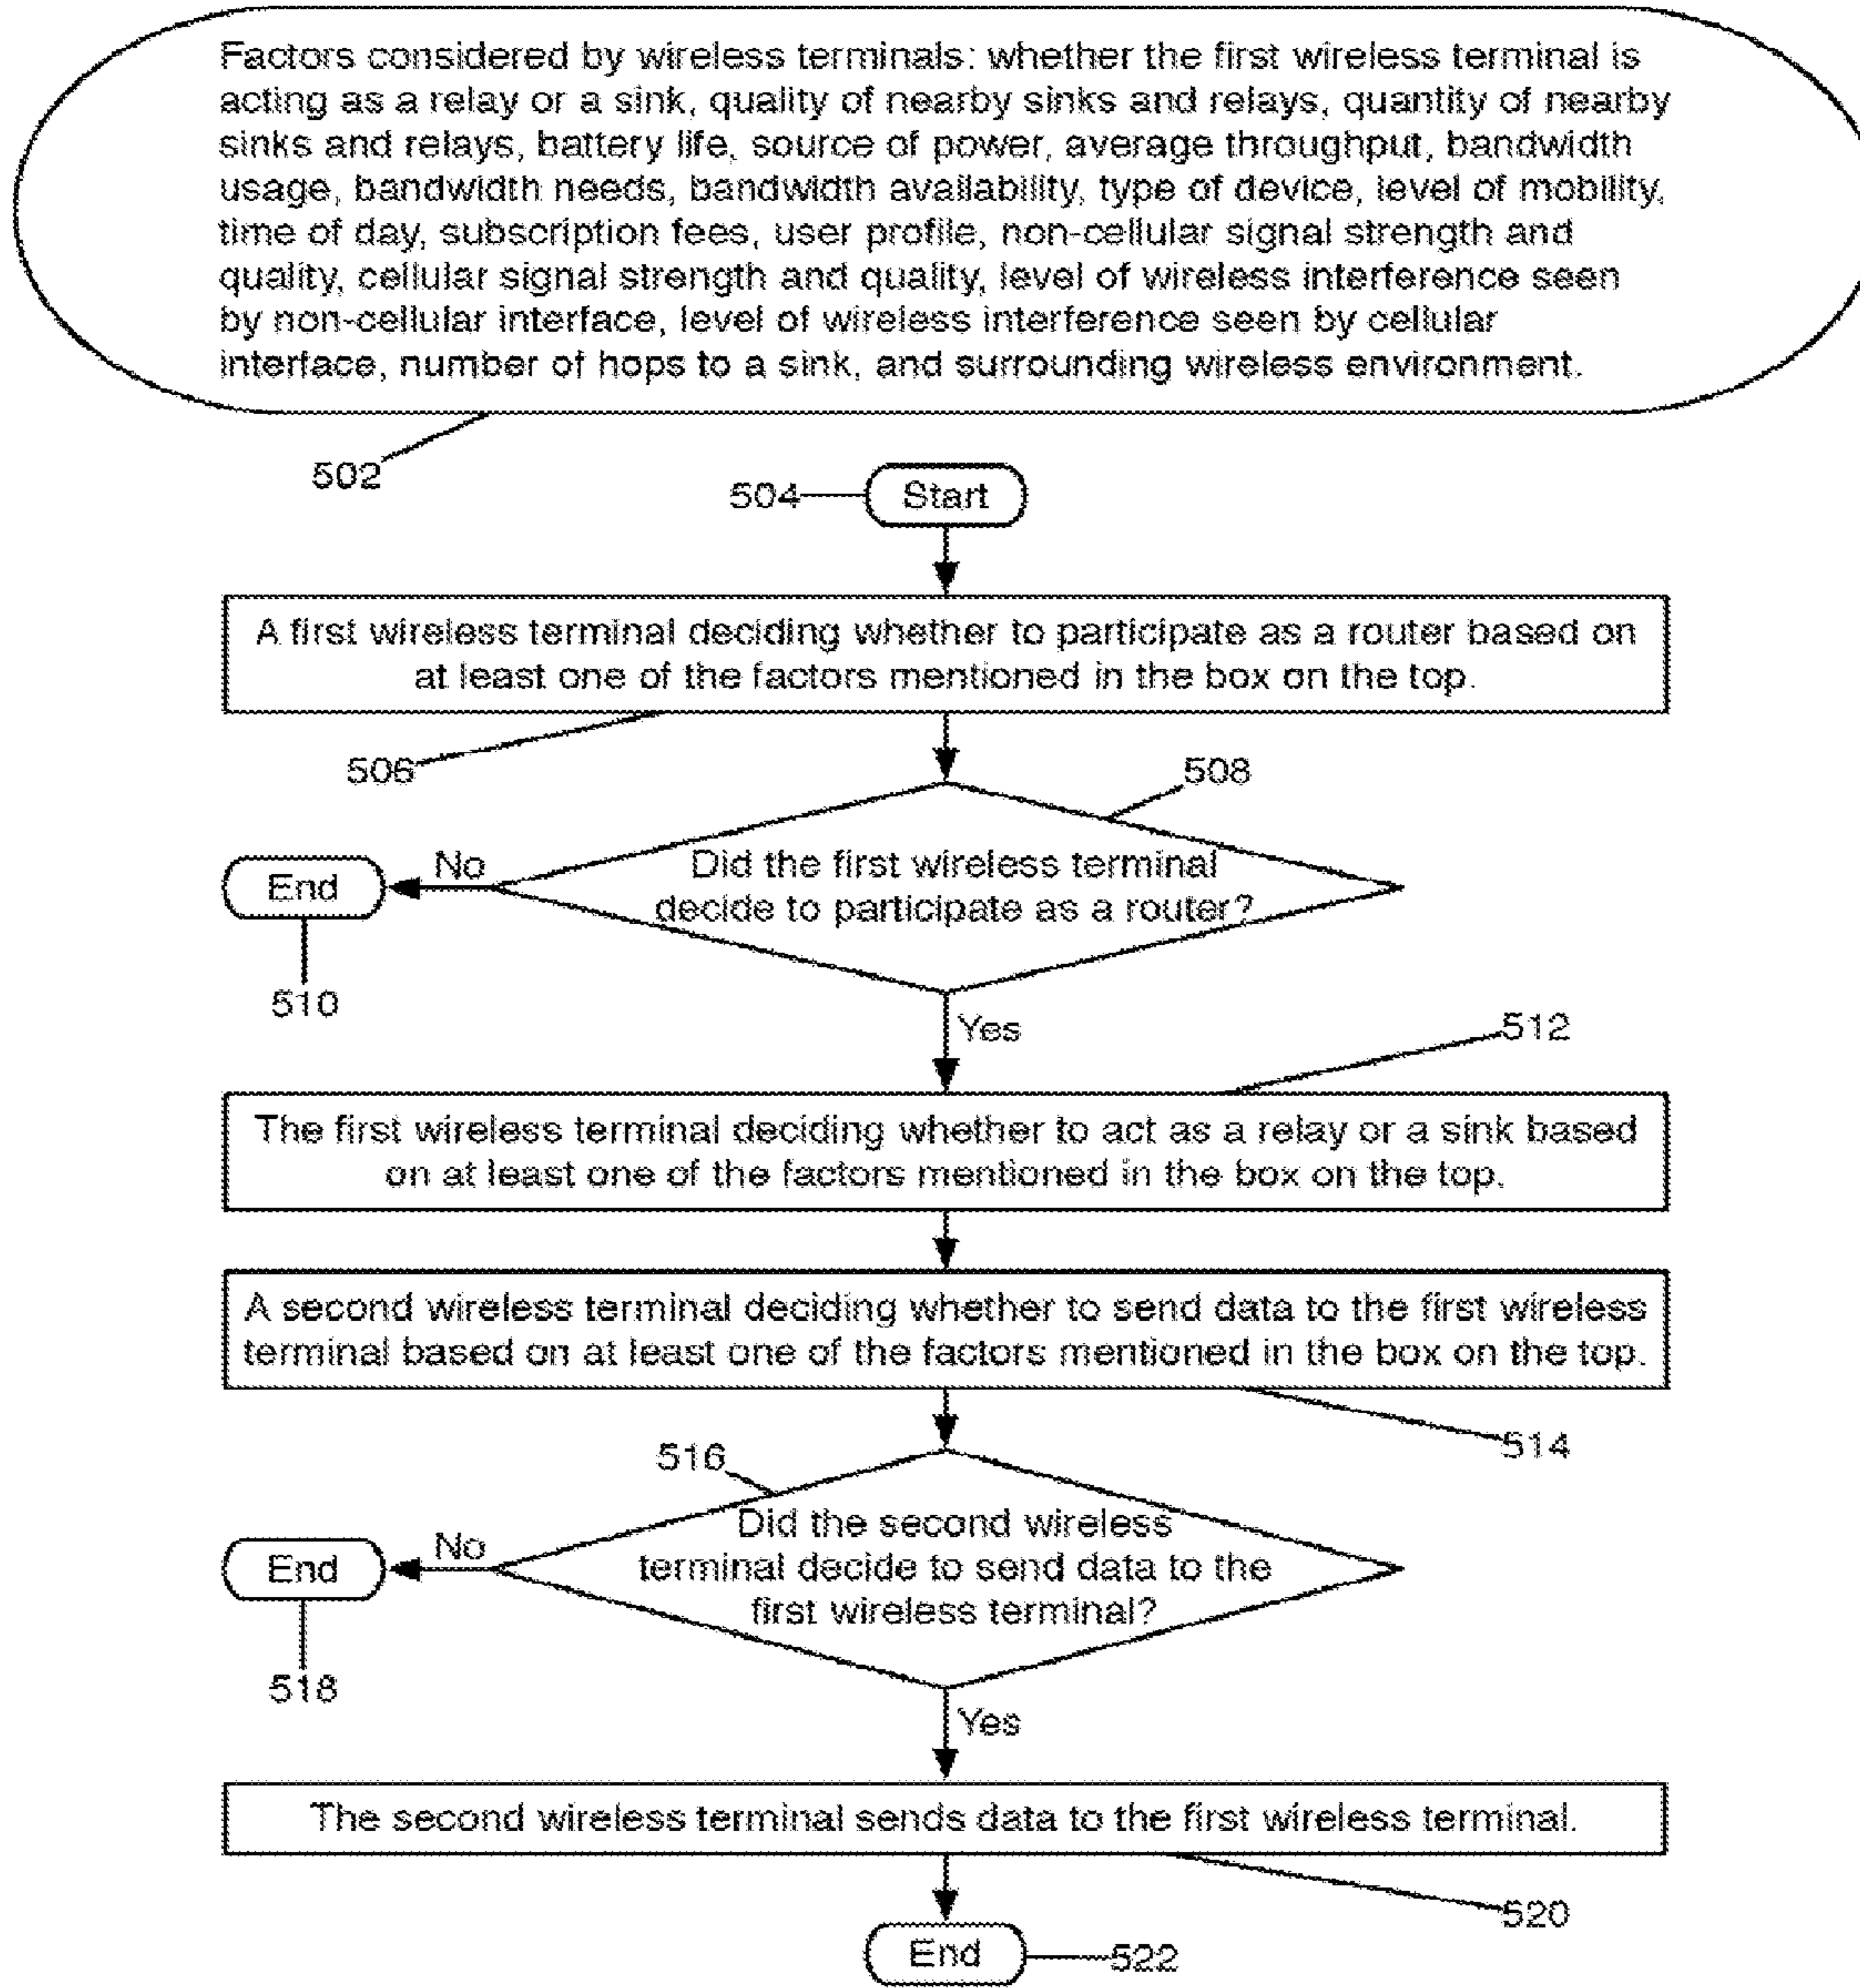 Factors considered by wireless terminals: whether the first wireless terminal is
acting as a relay or a sink, quality of nearby sinks and relays, quantity of nearby
sinks and relays, battery life, source of power, average throughput, bandwidth
usage, bandwidth needs, bandwidth availability, type of device, level of mobility,
time of day, subscription fees, user profile, non-cellular signal strength and
quality, cellular signal strength and quality, level of wireless interference seen
by non-cellular interface, level of wireless interference seen by cellular
interface, number of hops to a sink, and surrounding wireless environment.
502
504
Start
A first wireless terminal deciding whether to participate as a router based on
at least one of the factors mentioned in the box on the top.
506
508
Did the first wireless terminal
decide to participate as a router?
No
End
510
Yes
512
The first wireless terminal deciding whether to act as a relay or a sink based
on at least one of the factors mentioned in the box on the top.
A second wireless terminal deciding whether to send data to the first wireless
terminal based on at least one of the factors mentioned in the box on the top.
514
516
Did the second wireless
terminal decide to send data to the
first wireless terminal?
No
End
518
Yes
The second wireless terminal sends data to the first wireless terminal.
520
End
522